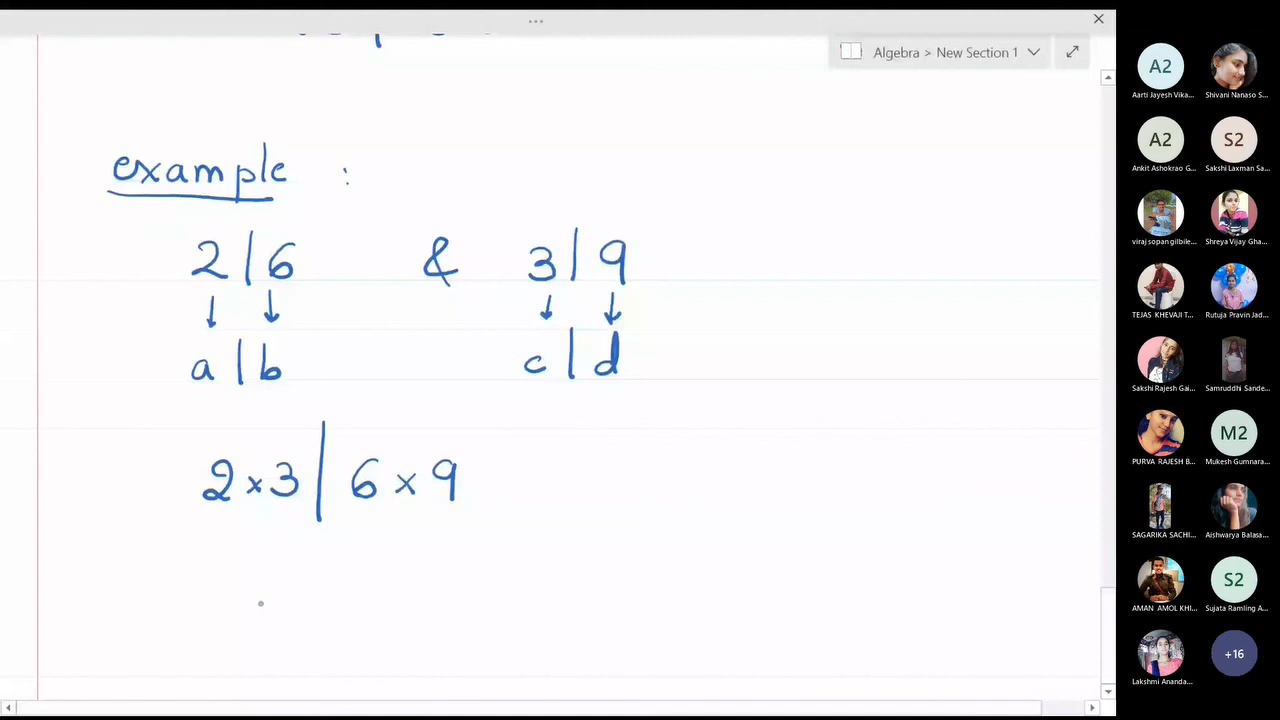 Algebra > New Section 1
example :
2 | 6 & 3 | 9
↓ ↓ ↓ ↓
a | b c | d
2 × 3 | 6 × 9
A2
Aarti Jayesh Vika...
Shivani Nanaso S...
A2
Ankit Ashokrao G...
S2
Sakshi Laxman Sa...
viraj sopan gilbile...
Shreya Vijay Gha...
TEJAS KHEVAJI T...
Rutuja Pravin Jad...
Sakshi Rajesh Gai...
Samruddhi Sande...
PURVA RAJESH B...
M2
Mukesh Gumnara...
SAGARIKA SACHI...
Aishwarya Balasa...
AMAN AMOL KHI...
S2
Sujata Ramling A...
Lakshmi Ananda...
+16